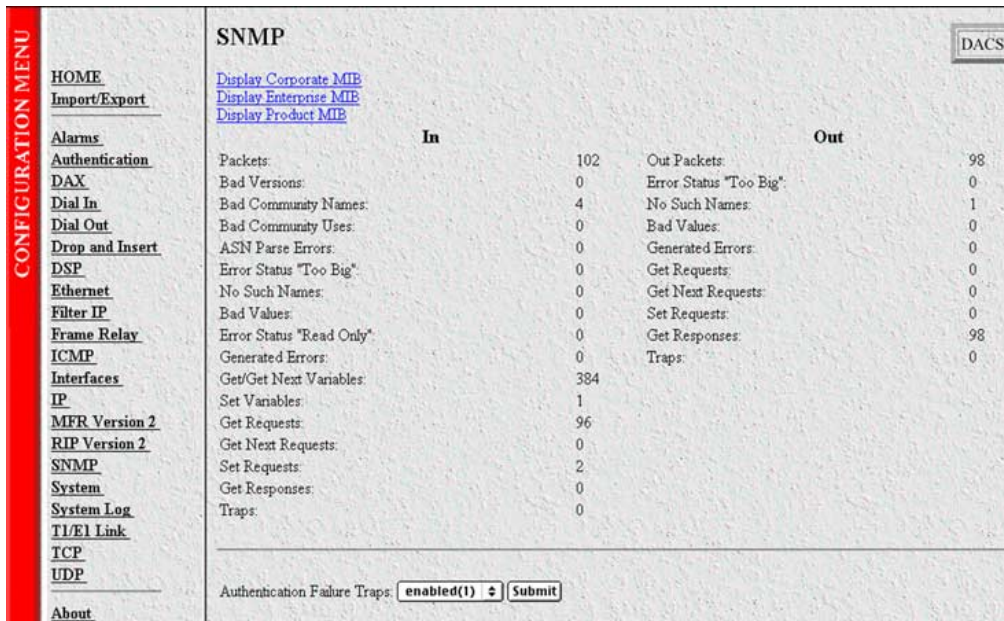 CONFIGURATION MENU
HOME
Import/Export
Alarms
Authentication
DAX
Dial In
Dial Out
Drop and Insert
DSP
Ethernet
Filter IP
Frame Relay
ICMP
Interfaces
IP
MFR Version 2
RIP Version 2
SNMP
System
System Log
T1/E1 Link
TCP
UDP
About
SNMP
DACS
Display Corporate MIB
Display Enterprise MIB
Display Product MIB
In Out
Packets: 102 Out Packets: 98
Bad Versions: 0 Error Status "Too Big": 0
Bad Community Names: 4 No Such Names: 1
Bad Community Uses: 0 Bad Values: 0
ASN Parse Errors: 0 Generated Errors: 0
Error Status "Too Big": 0 Get Requests: 0
No Such Names: 0 Get Next Requests: 0
Bad Values: 0 Set Requests: 0
Error Status "Read Only": 0 Get Responses: 98
Generated Errors: 0 Traps: 0
Get/Get Next Variables: 384
Set Variables: 1
Get Requests: 96
Get Next Requests: 0
Set Requests: 2
Get Responses: 0
Traps: 0
Authentication Failure Traps: enabled(1) Submit